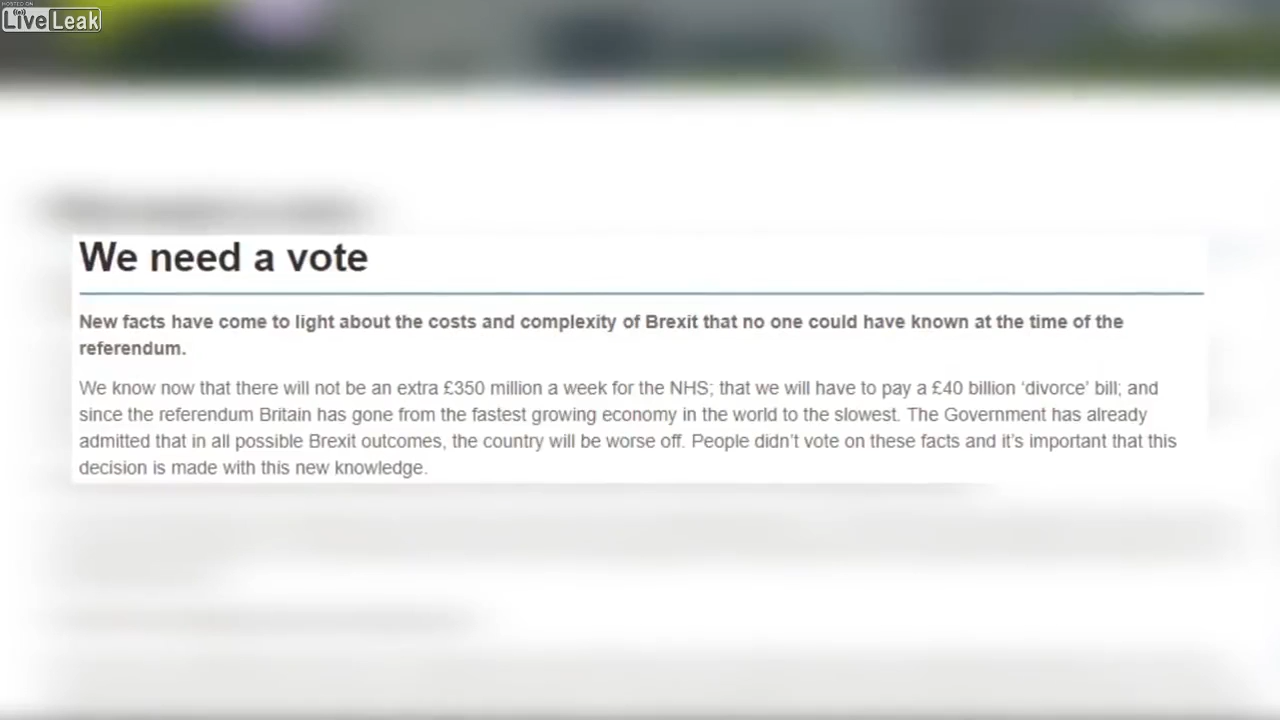 HOSTED ON
LiveLeak
We need a vote
New facts have come to light about the costs and complexity of Brexit that no one could have known at the time of the
referendum.
We know now that there will not be an extra £350 million a week for the NHS; that we will have to pay a £40 billion ‘divorce’ bill; and
since the referendum Britain has gone from the fastest growing economy in the world to the slowest. The Government has already
admitted that in all possible Brexit outcomes, the country will be worse off. People didn’t vote on these facts and it’s important that this
decision is made with this new knowledge.